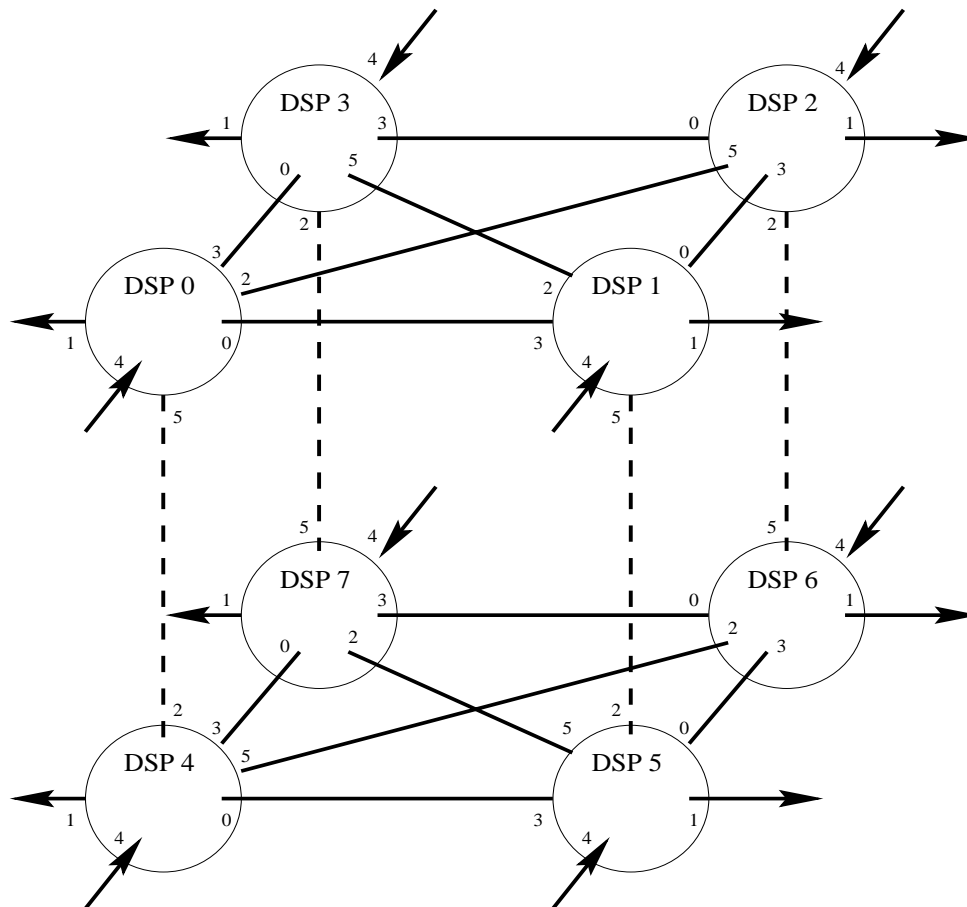 4 4
DSP 3 DSP 2
1 3 0 1
0 5 5 3
2 2
3 2 0
DSP 0 2 DSP 1
1 0 3 1
4 4
5 5
5 5
4 4
DSP 7 DSP 6
1 3 0 1
0 2 2 3
2 2
3 5 5 0
DSP 4 DSP 5
1 0 3 1
4 4